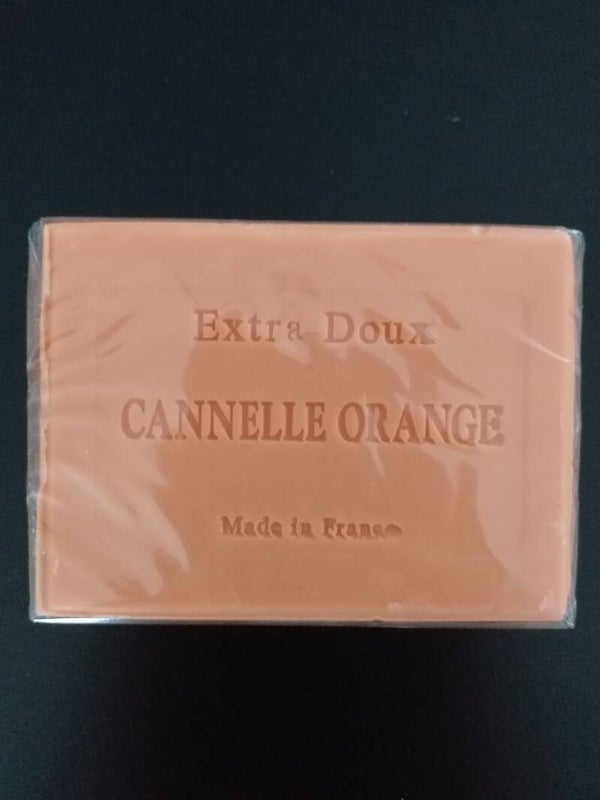 Extra Doux
CANNELLE ORANGE
Made in France